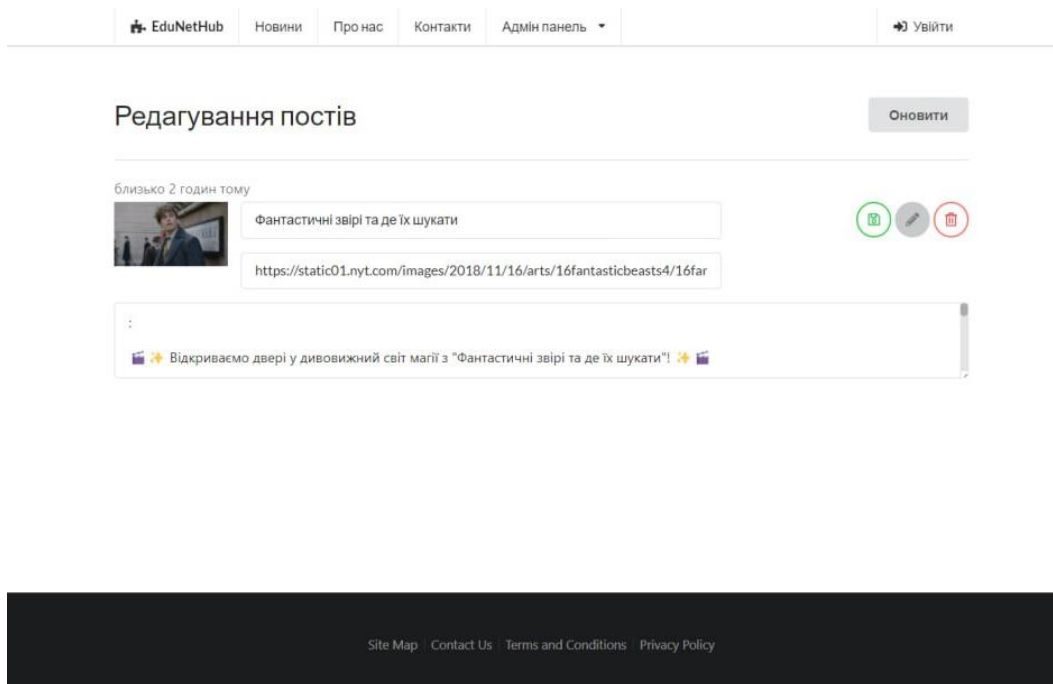 EduNetHub Новини Про нас Контакти Адмін панель Увійти
Редагування постів
Оновити
близько 2 годин тому
Фантастичні звірі та де їх шукати
https://static01.nyt.com/images/2018/11/16/arts/16fantasticbeasts4/16far
:
🎬 ✨ Відкриваємо двері у дивовижний світ магії з "Фантастичні звірі та де їх шукати"! ✨ 🎬
Site Map Contact Us Terms and Conditions Privacy Policy